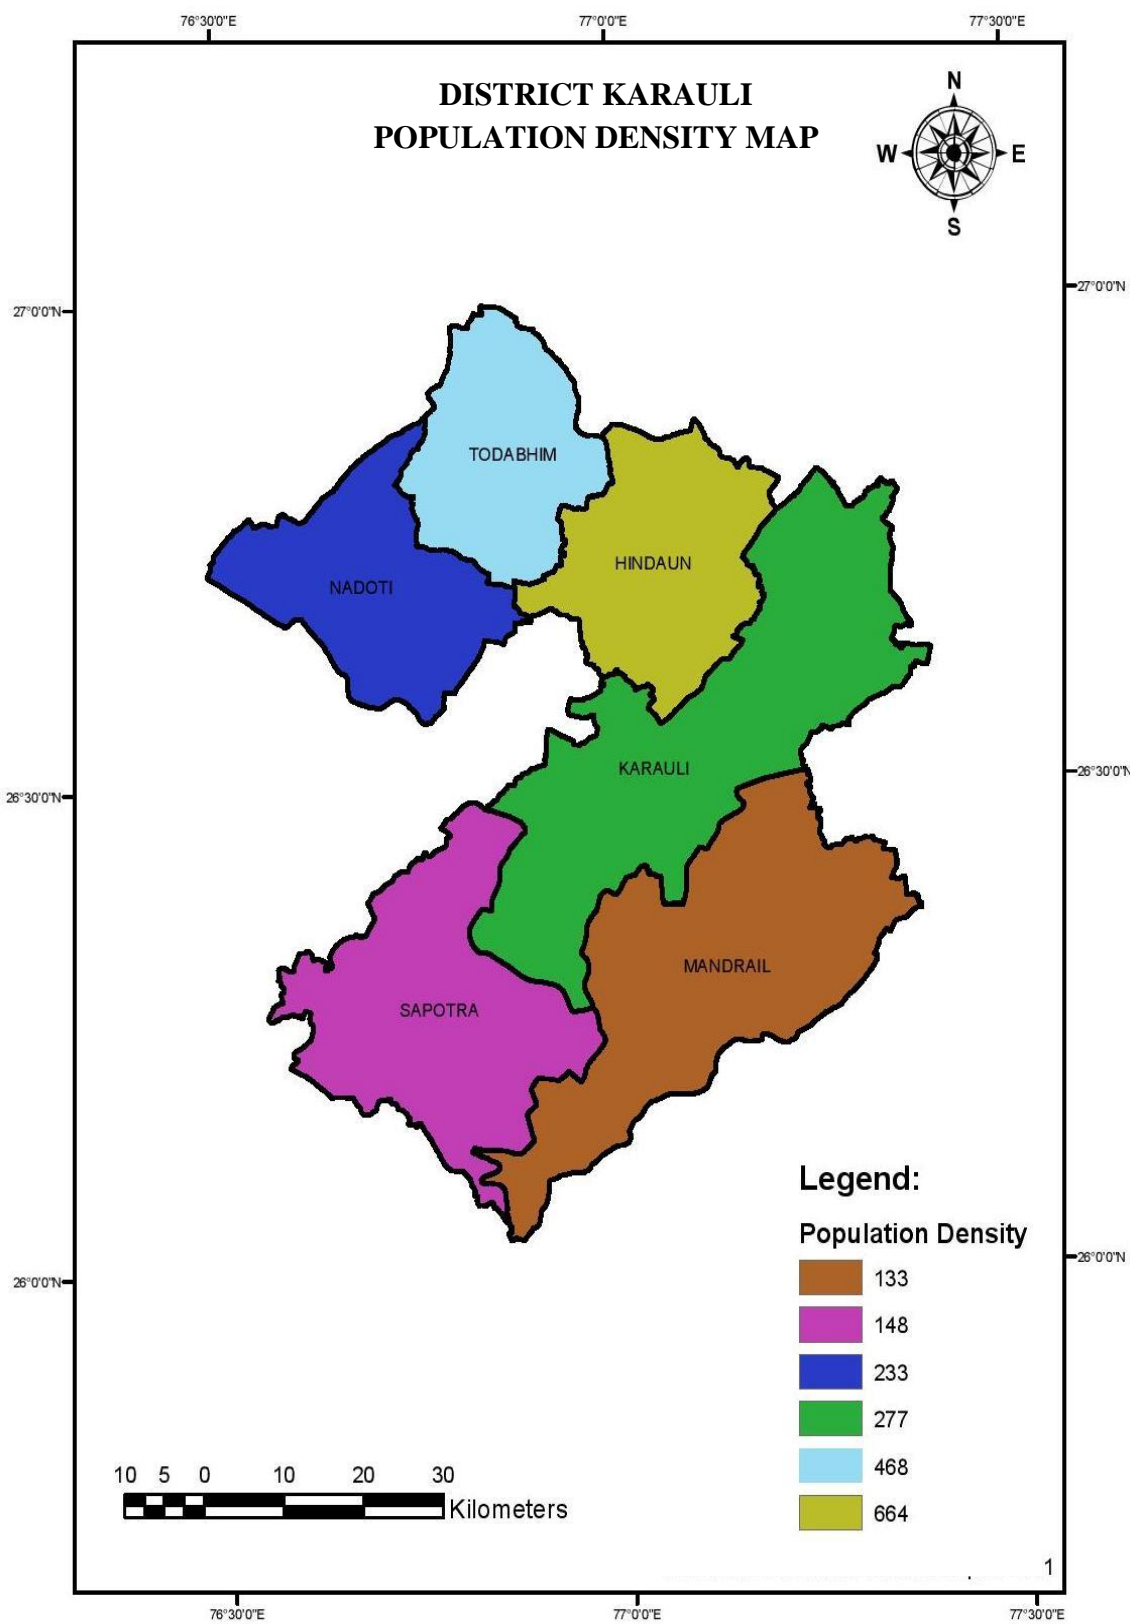 76°30'0"E
77°0'0"E
77°30'0"E
DISTRICT KARAULI
POPULATION DENSITY MAP
N
W
E
S
27°0'0"N
27°0'0"N
TODABHIM
HINDAUN
NADOTI
KARAULI
26°30'0"N
26°30'0"N
MANDRAIL
SAPOTRA
Legend:
Population Density
26°0'0"N
26°0'0"N
133
148
233
277
468
664
10 5 0 10 20 30
Kilometers
1
76°30'0"E
77°0'0"E
77°30'0"E